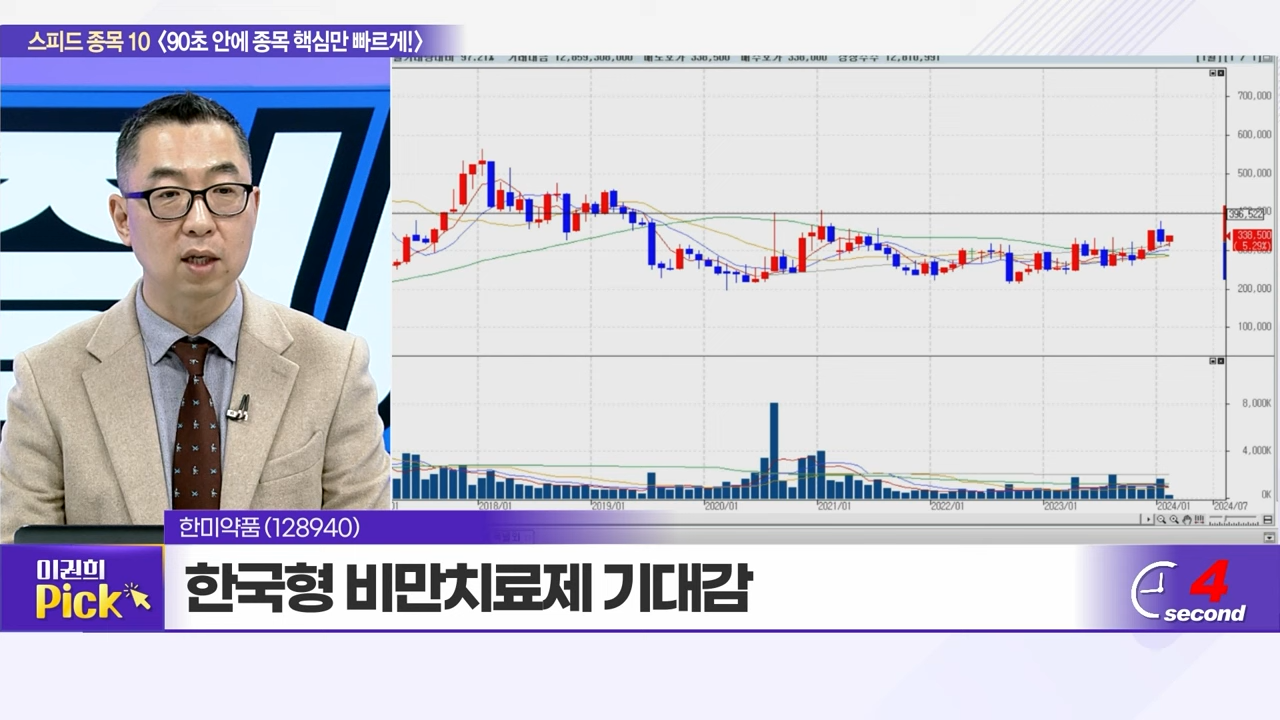 스피드 종목 10 〈90초 안에 종목 핵심만 빠르게!〉
700,000
600,000
500,000
396,522
338,500
( 5.29%)
200,000
100,000
8,000K
4,000K
0K
2018/01
2019/01
2020/01
2021/01
2022/01
2023/01
2024/01
2024/07
한미약품 (128940)
이권희
Pick
한국형 비만치료제 기대감
4
second